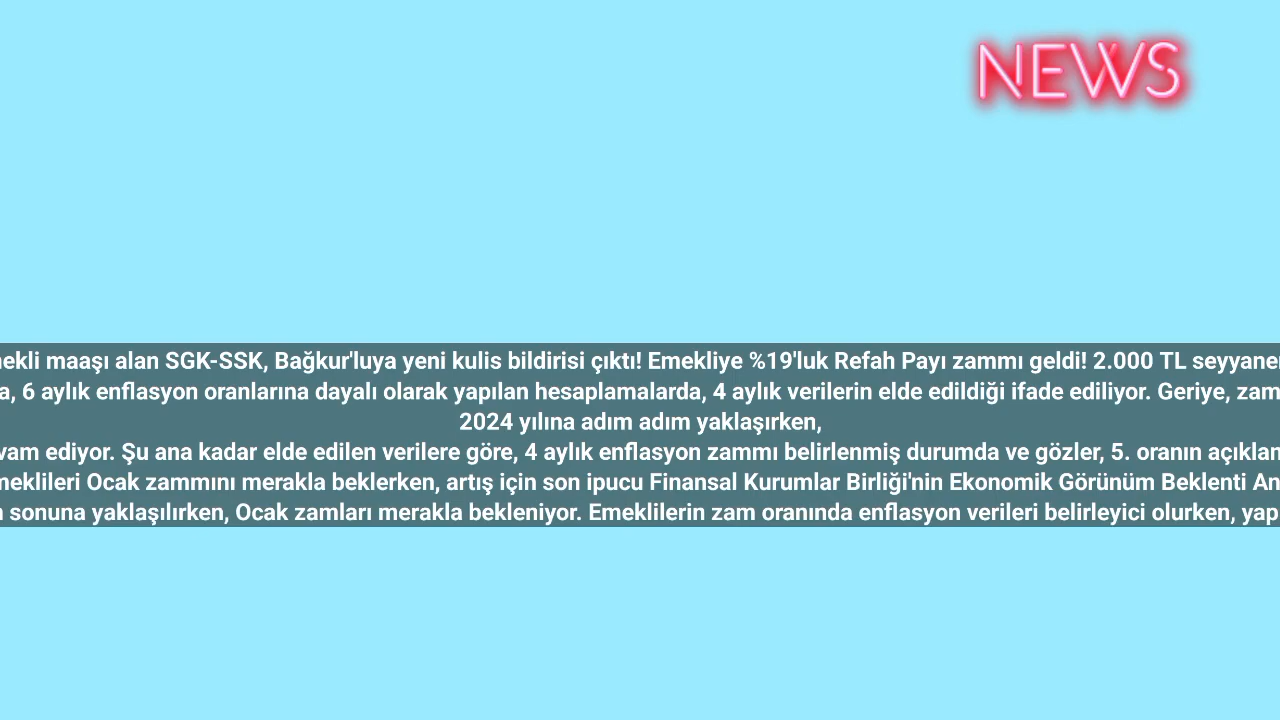 NEWS
ekli maaşı alan SGK-SSK, Bağkur'luya yeni kulis bildirisi çıktı! Emekliye %19'luk Refah Payı zammı geldi! 2.000 TL seyyane
a, 6 aylık enflasyon oranlarına dayalı olarak yapılan hesaplamalarda, 4 aylık verilerin elde edildiği ifade ediliyor. Geriye, zam
2024 yılına adım adım yaklaşırken,
vam ediyor. Şu ana kadar elde edilen verilere göre, 4 aylık enflasyon zammı belirlenmiş durumda ve gözler, 5. oranın açıklan
meklileri Ocak zammını merakla beklerken, artış için son ipucu Finansal Kurumlar Birliği'nin Ekonomik Görünüm Beklenti An
sonuna yaklaşılırken, Ocak zamları merakla bekleniyor. Emeklilerin zam oranında enflasyon verileri belirleyici olurken, yap